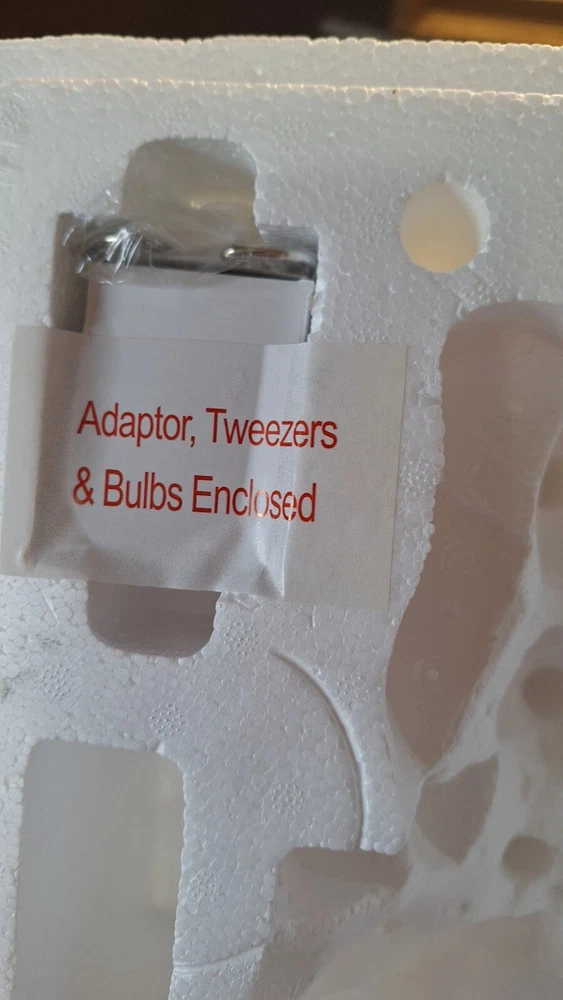 Adaptor, Tweezers
& Bulbs Enclosed